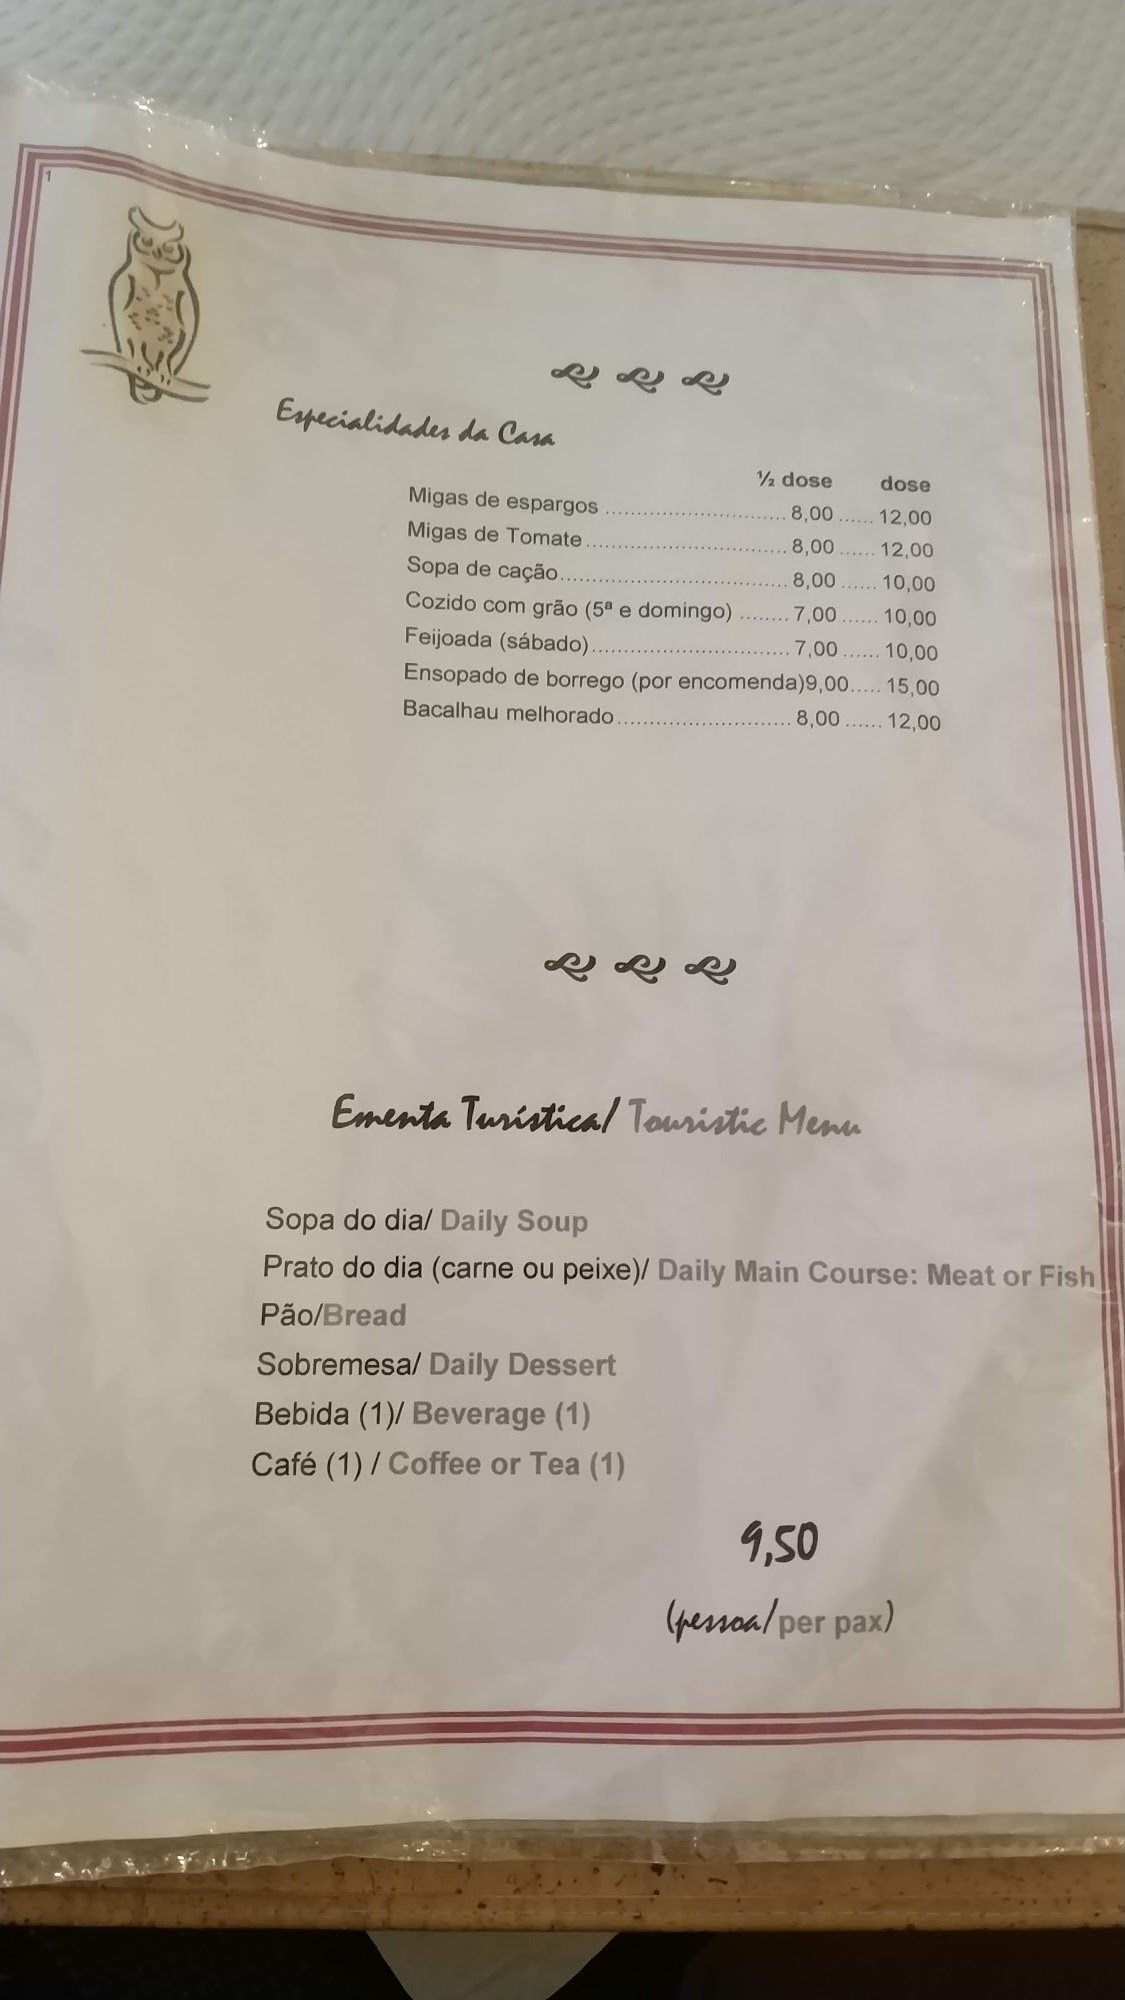 1
Especialidades da Casa
½ dose dose
Migas de espargos ............................ 8,00 ...... 12,00
Migas de Tomate ............................... 8,00 ...... 12,00
Sopa de cação................................... 8,00 ...... 10,00
Cozido com grão (5ª e domingo) ........ 7,00 ...... 10,00
Feijoada (sábado).............................. 7,00 ...... 10,00
Ensopado de borrego (por encomenda)9,00..... 15,00
Bacalhau melhorado........................... 8,00 ...... 12,00
Ementa Turística/ Touristic Menu
Sopa do dia/ Daily Soup
Prato do dia (carne ou peixe)/ Daily Main Course: Meat or Fish
Pão/Bread
Sobremesa/ Daily Dessert
Bebida (1)/ Beverage (1)
Café (1) / Coffee or Tea (1)
9,50
(pessoa/per pax)